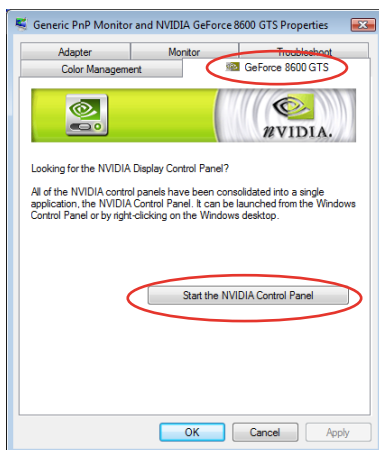 Generic PnP Monitor and NVIDIA GeForce 8600 GTS Properties
Adapter Monitor Troubleshoot
Color Management GeForce 8600 GTS
NVIDIA.
Looking for the NVIDIA Display Control Panel?
All of the NVIDIA control panels have been consolidated into a single
application, the NVIDIA Control Panel. It can be launched from the Windows
Control Panel or by right-clicking on the Windows desktop.
Start the NVIDIA Control Panel
OK Cancel Apply